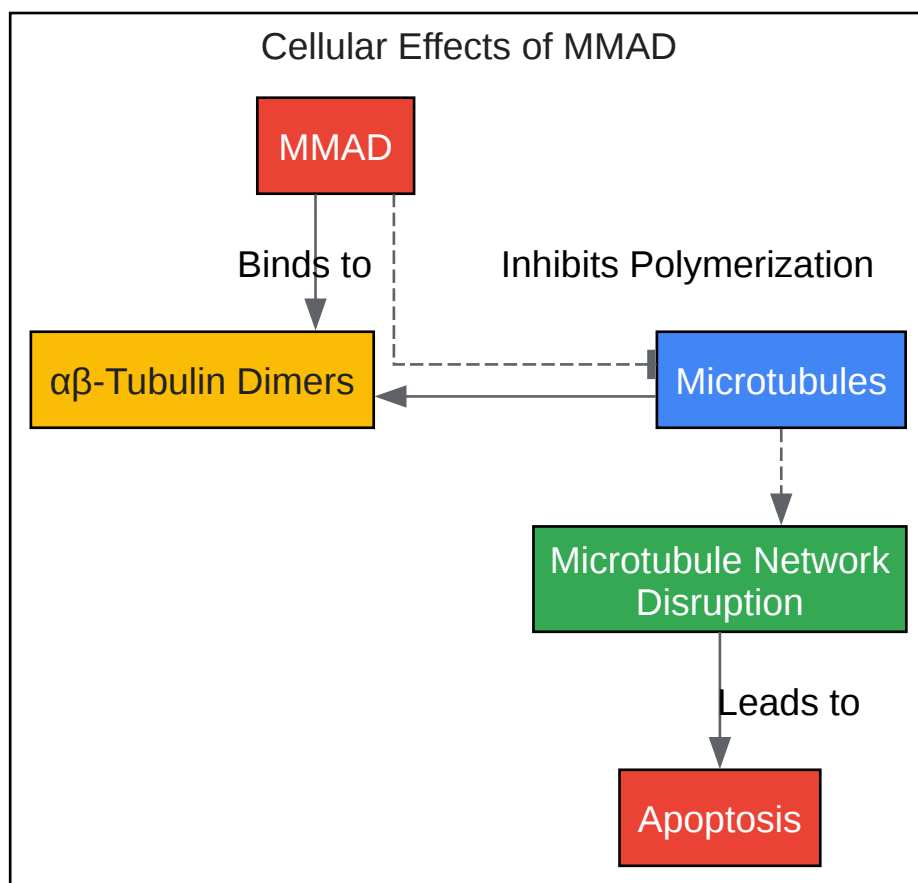 Cellular Effects of MMAD
MMAD
Binds to
Inhibits Polymerization
αβ-Tubulin Dimers
Microtubules
Microtubule Network
Disruption
Leads to
Apoptosis